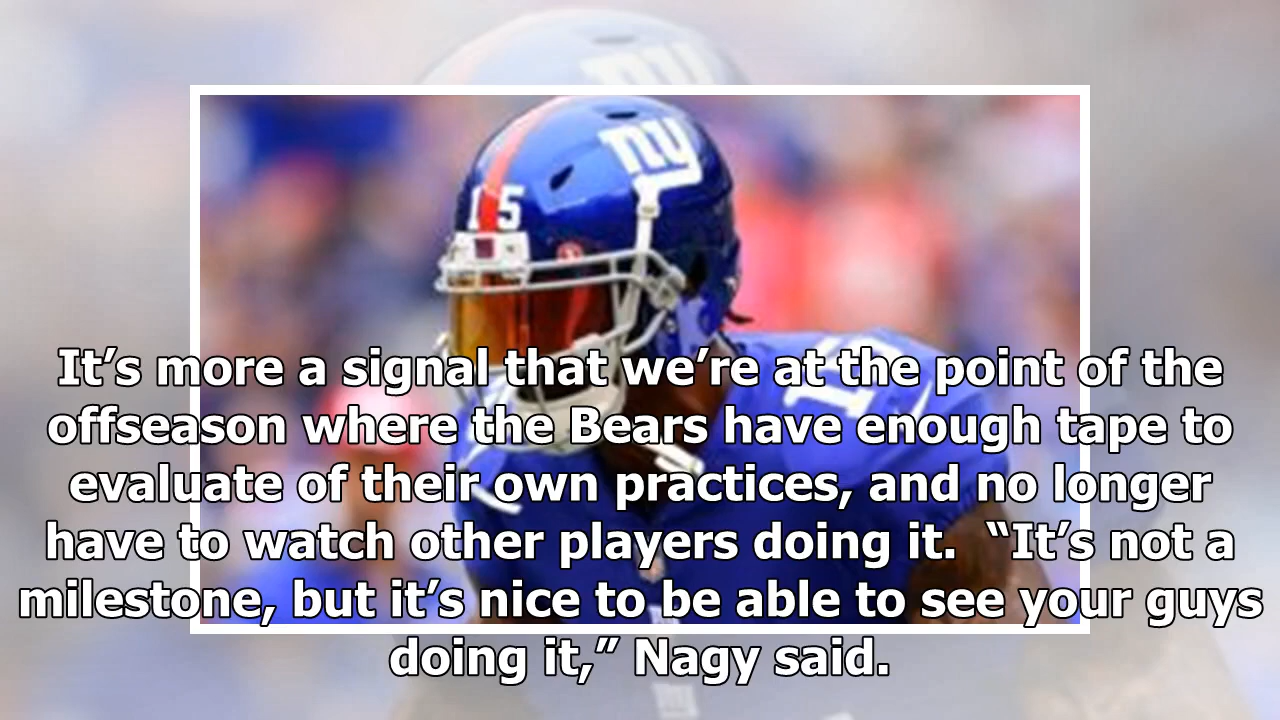 ny
15
It’s more a signal that we’re at the point of the
offseason where the Bears have enough tape to
evaluate of their own practices, and no longer
have to watch other players doing it.  “It’s not a
milestone, but it’s nice to be able to see your guys
doing it,” Nagy said.